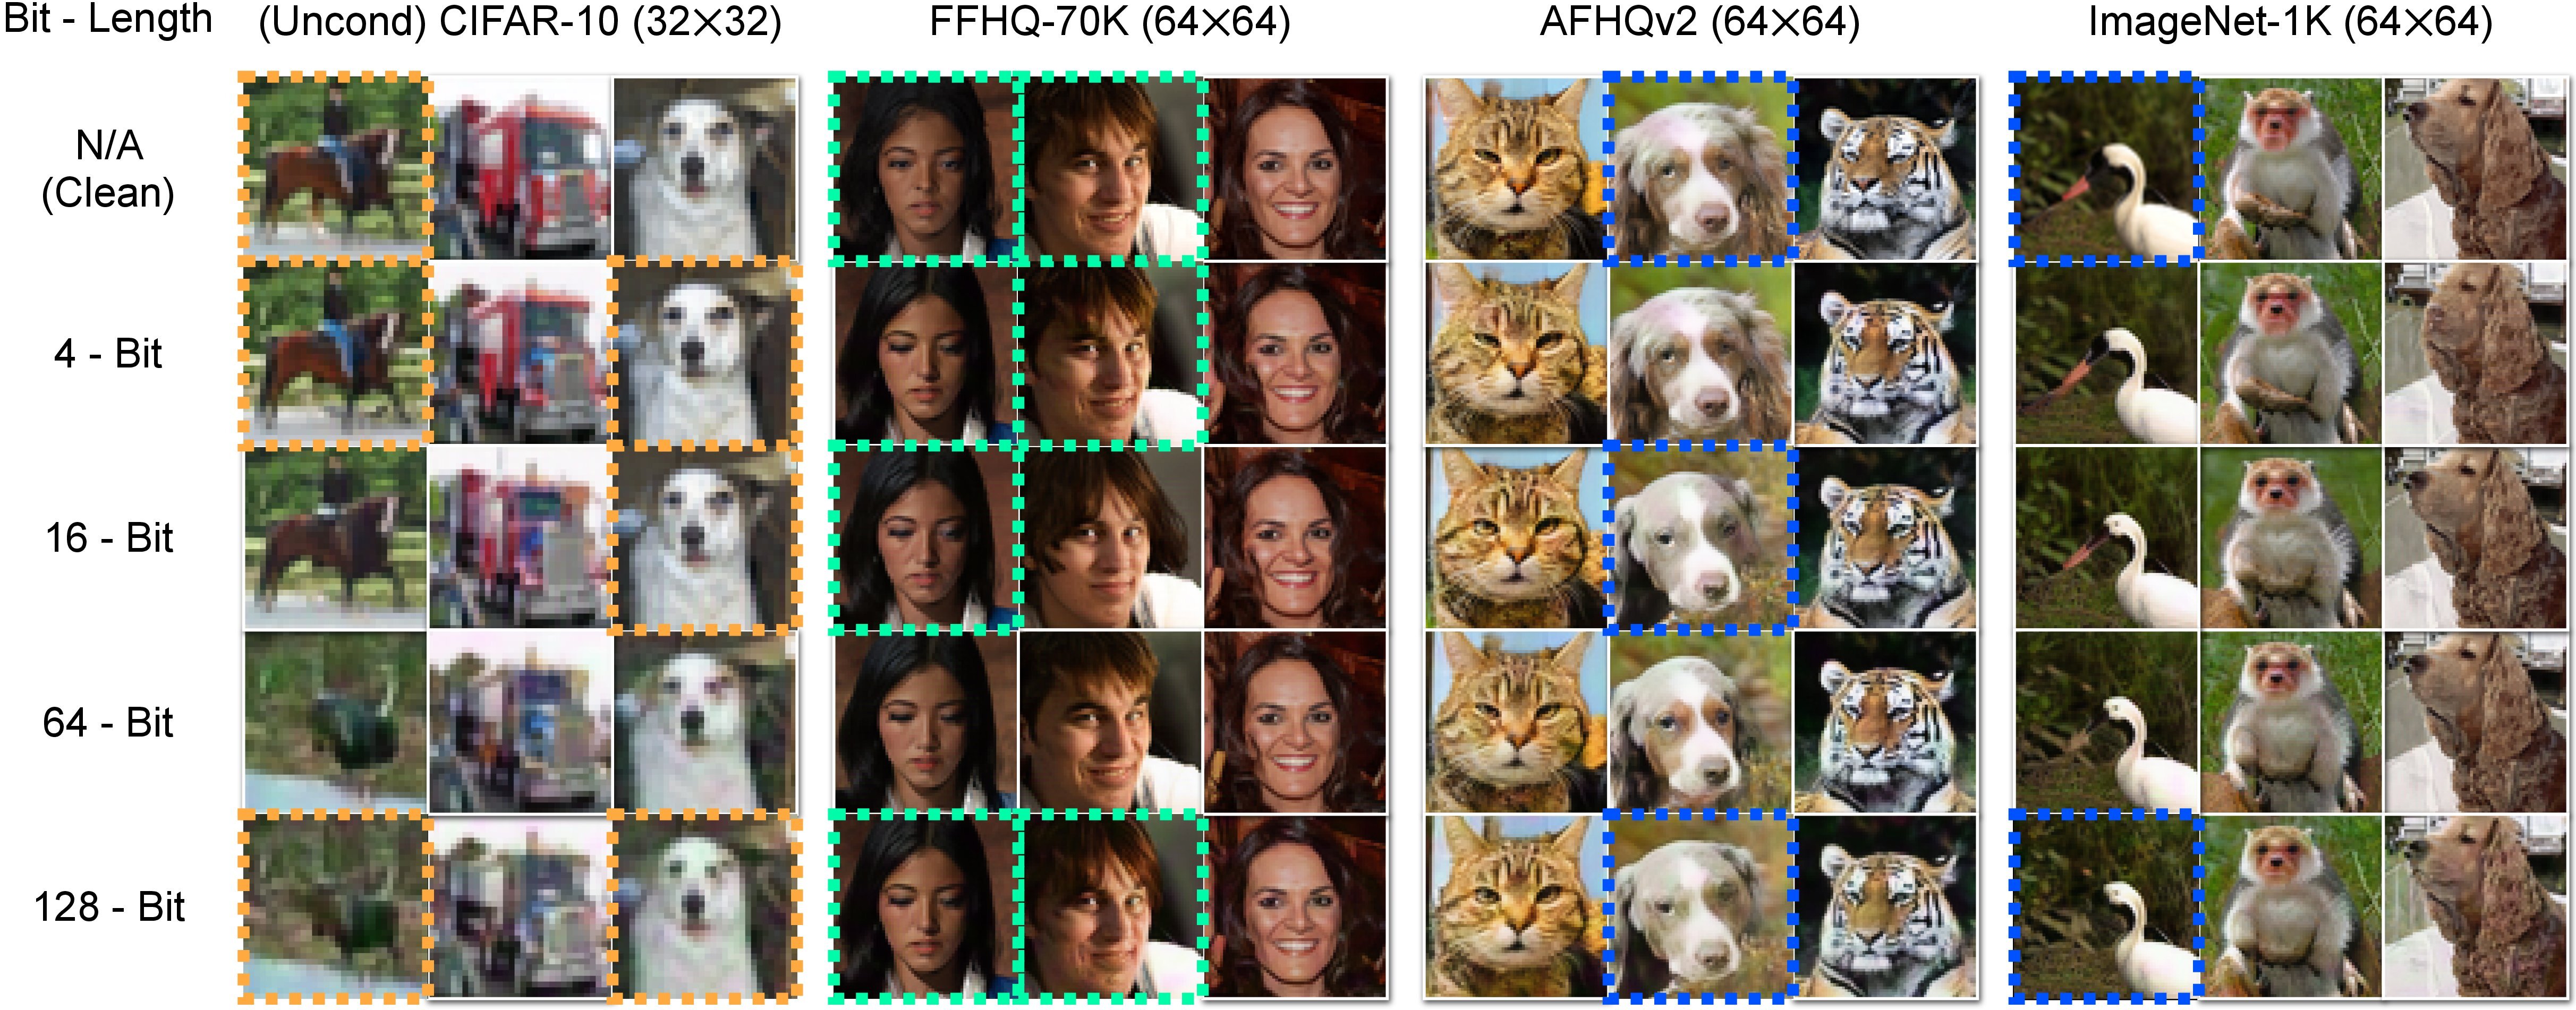 Bit - Length (Uncond) CIFAR-10 (32×32) FFHQ-70K (64×64) AFHQv2 (64×64) ImageNet-1K (64×64)
N/A
(Clean)
4 - Bit
16 - Bit
64 - Bit
128 - Bit